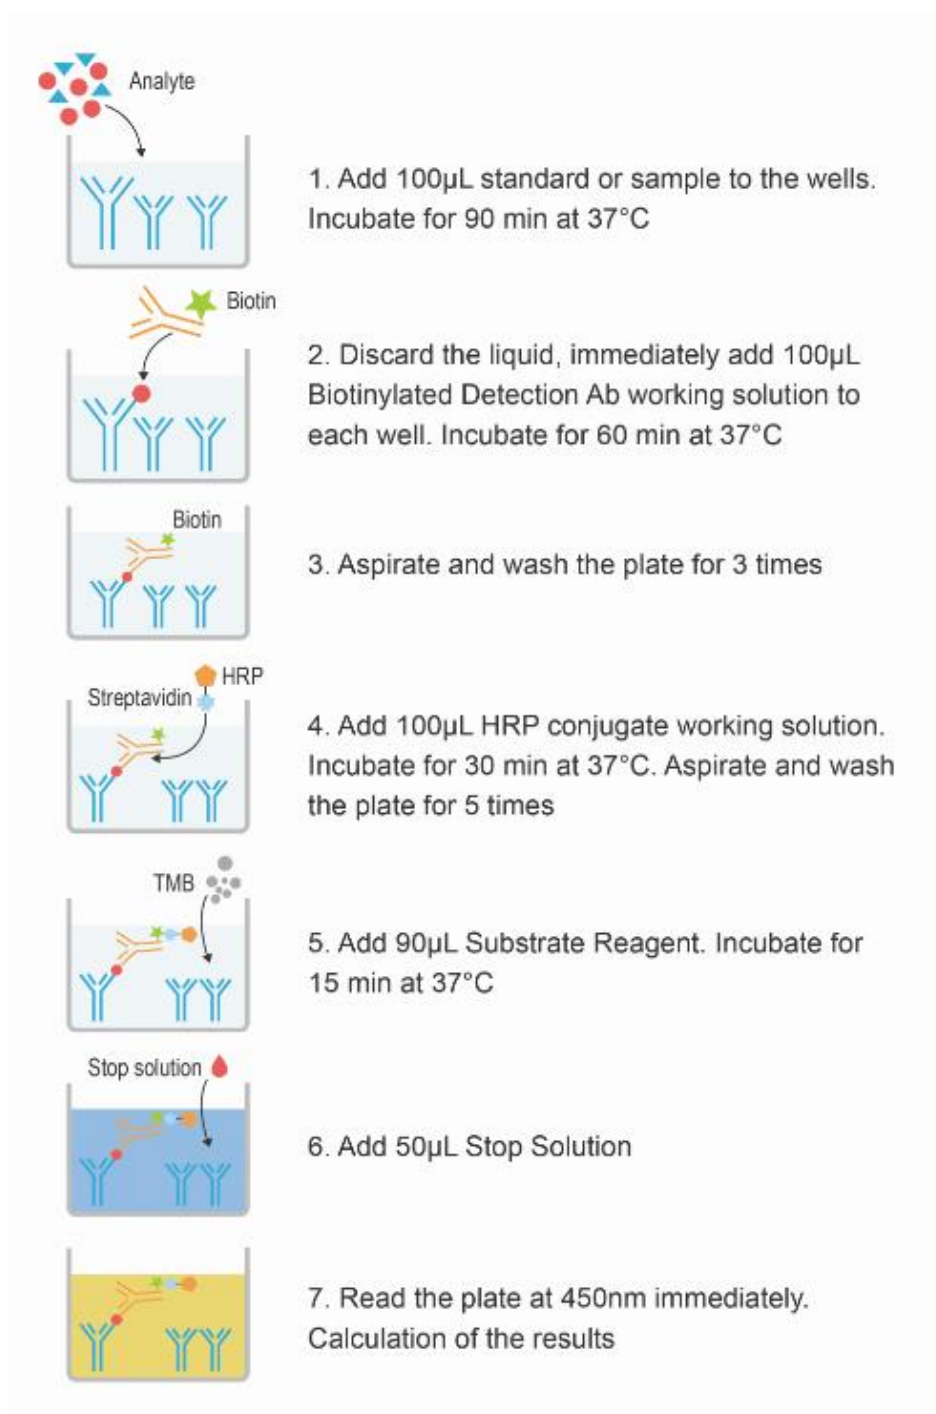 Analyte
1. Add 100µL standard or sample to the wells.
Incubate for 90 min at 37°C
Biotin
2. Discard the liquid, immediately add 100µL
Biotinylated Detection Ab working solution to
each well. Incubate for 60 min at 37°C
Biotin
3. Aspirate and wash the plate for 3 times
HRP
Streptavidin
4. Add 100µL HRP conjugate working solution.
Incubate for 30 min at 37°C. Aspirate and wash
the plate for 5 times
TMB
5. Add 90µL Substrate Reagent. Incubate for
15 min at 37°C
Stop solution
6. Add 50µL Stop Solution
7. Read the plate at 450nm immediately.
Calculation of the results